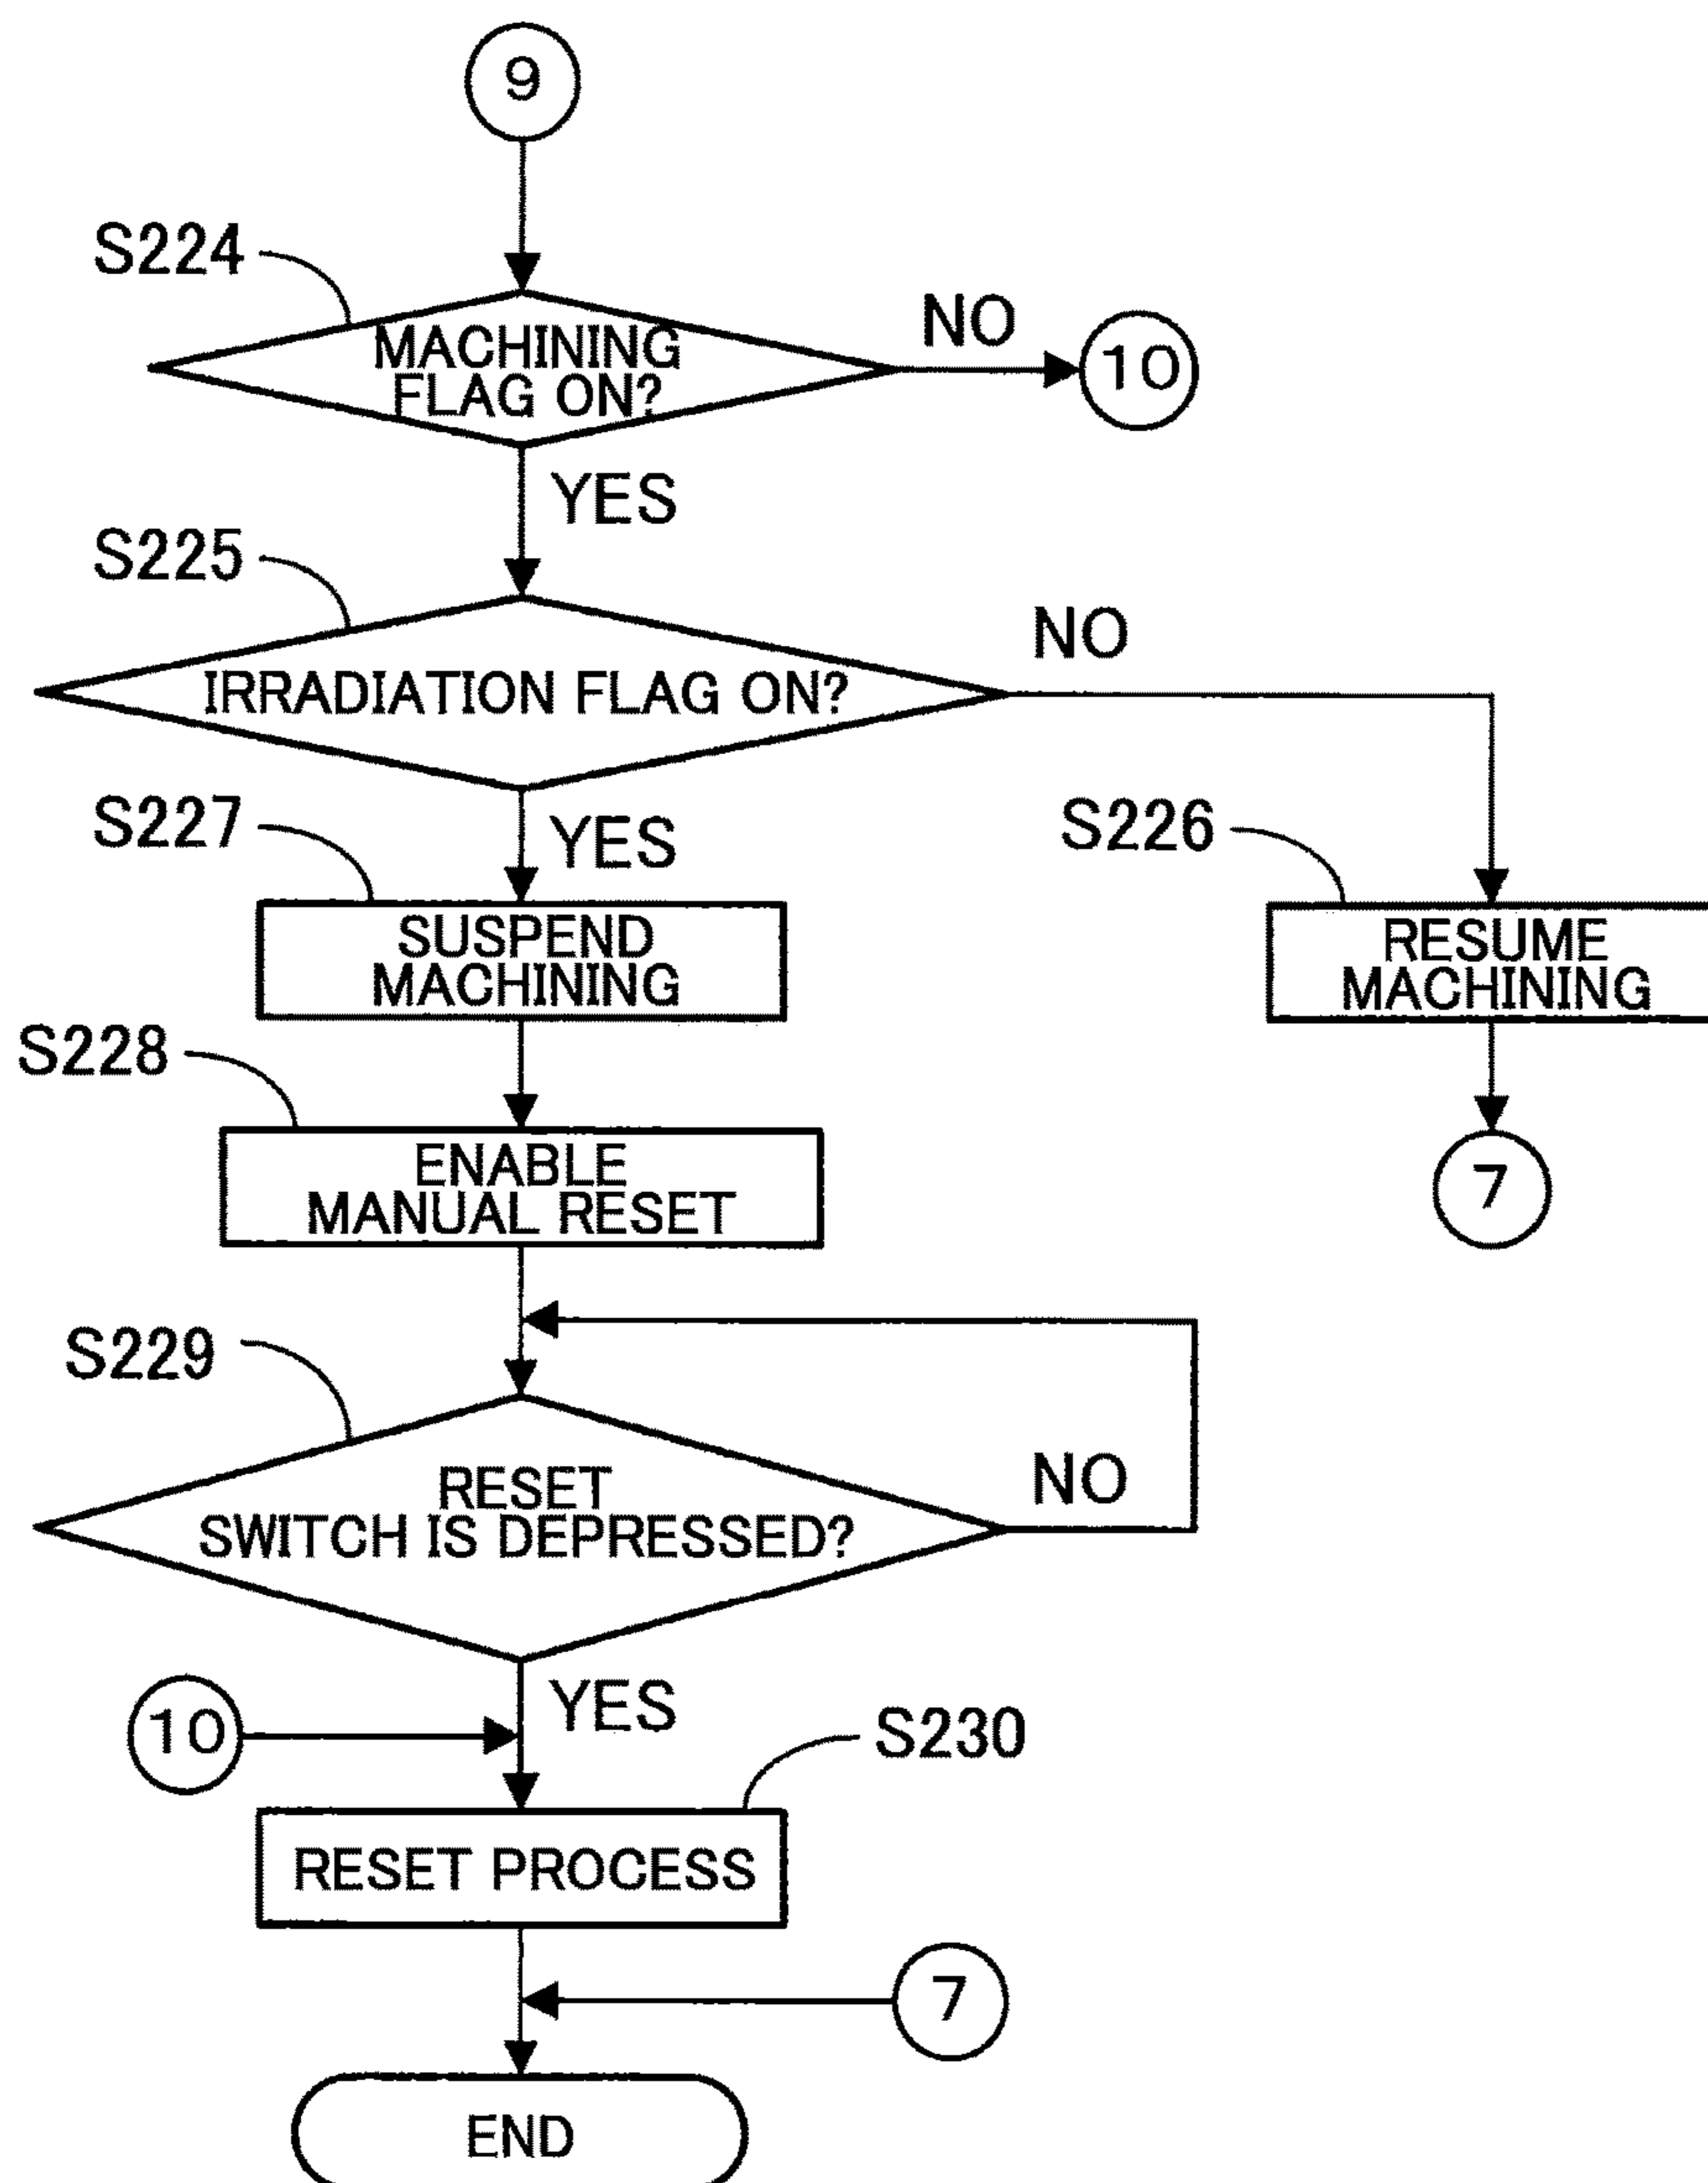 9
S224
MACHINING
FLAG ON?
NO
10
YES
S225
IRRADIATION FLAG ON?
NO
S227
YES
S226
SUSPEND
MACHINING
RESUME
MACHINING
S228
ENABLE
MANUAL RESET
7
S229
RESET
SWITCH IS DEPRESSED?
NO
10
YES
S230
RESET PROCESS
7
END